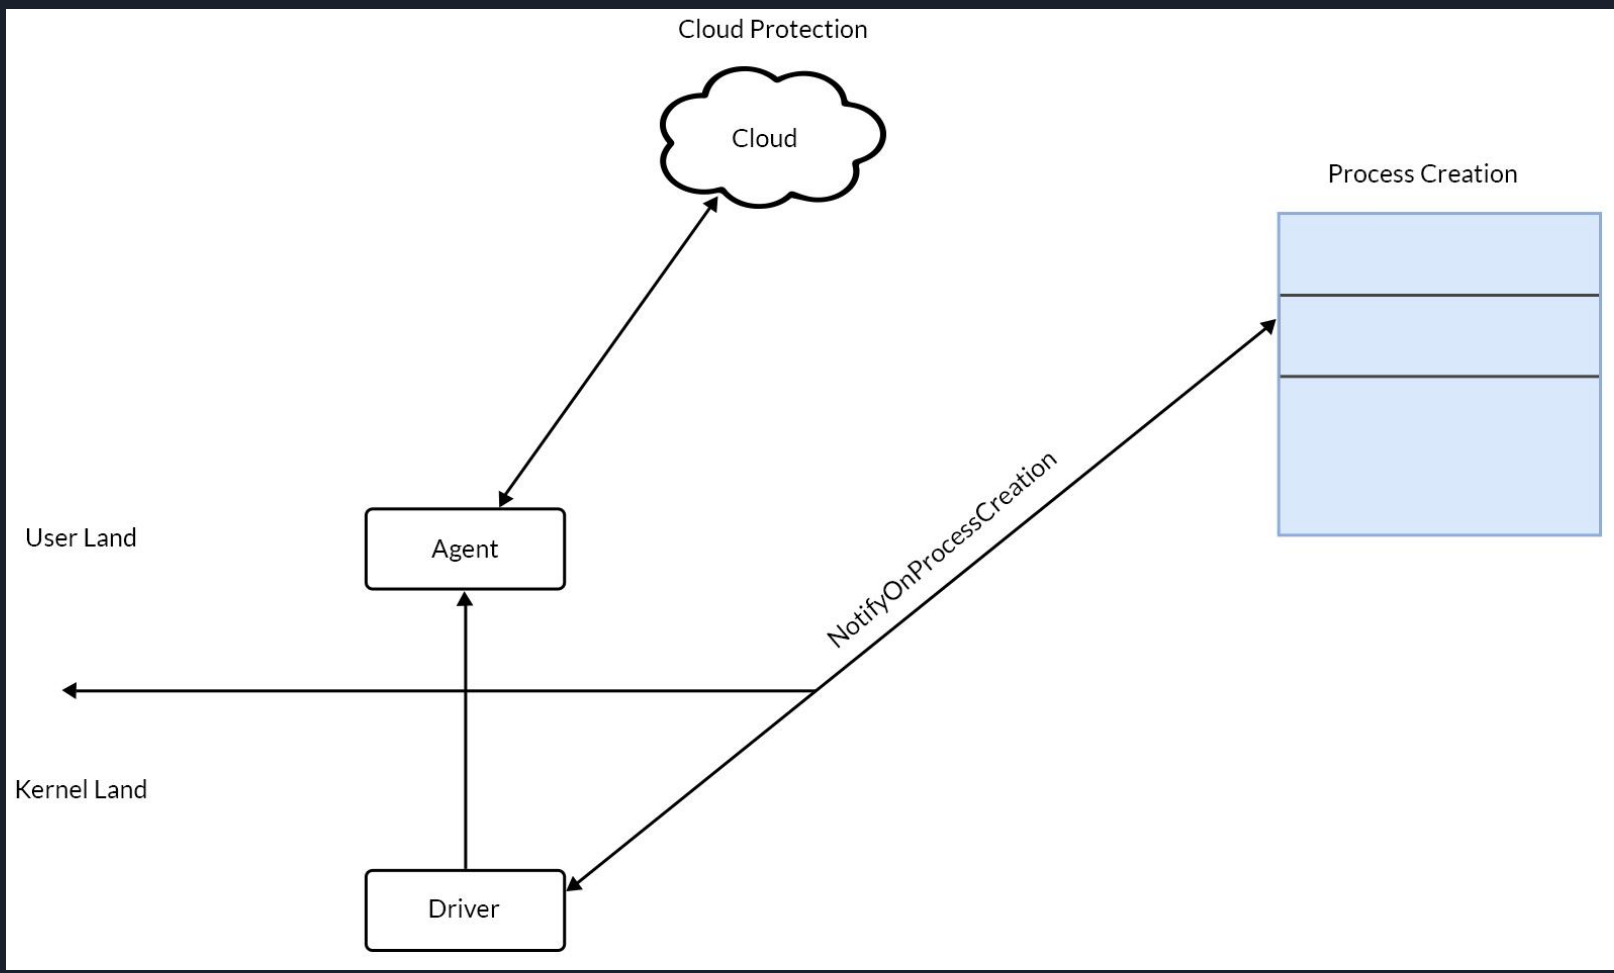 Cloud Protection
Cloud
Process Creation
NotifyOnProcessCreation
User Land
Agent
Kernel Land
Driver